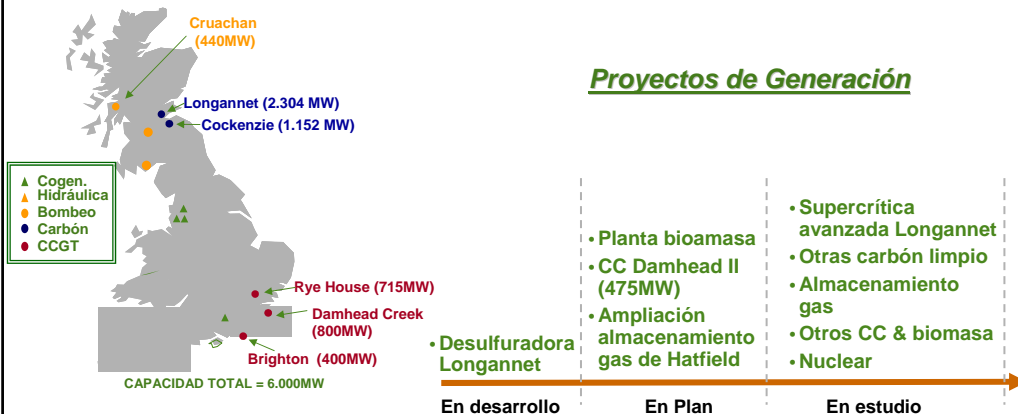 Cruachan
(440MW)
Proyectos de Generación
Longannet (2.304 MW)
Cockenzie (1.152 MW)
Cogen.
Hidráulica
Bombeo
Carbón
CCGT
Rye House (715MW)
Damhead Creek
(800MW)
Brighton (400MW)
CAPACIDAD TOTAL = 6.000MW
• Desulfuradora
Longannet
• Planta bioamasa
• CC Damhead II
(475MW)
• Ampliación
almacenamiento
gas de Hatfield
• Supercrítica
avanzada Longannet
• Otras carbón limpio
• Almacenamiento
gas
• Otros CC & biomasa
• Nuclear
En desarrollo
En Plan
En estudio